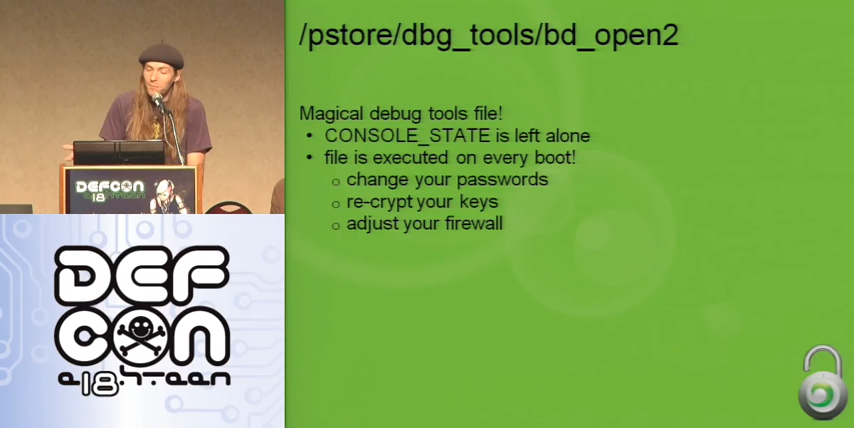 /pstore/dbg_tools/bd_open2
Magical debug tools file!
• CONSOLE_STATE is left alone
• file is executed on every boot!
o change your passwords
o re-crypt your keys
o adjust your firewall
DEFCON
18
DEF
CON
e18hteen